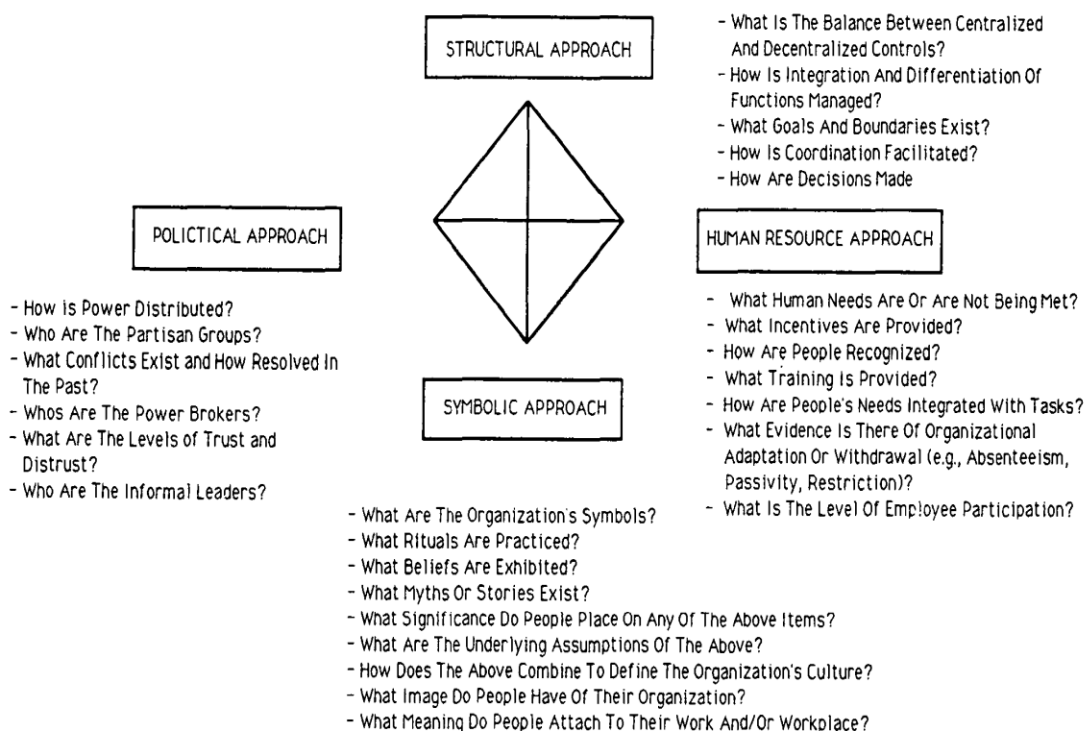 STRUCTURAL APPROACH
- What Is The Balance Between Centralized
And Decentralized Controls?
- How Is Integration And Differentiation Of
Functions Managed?
- What Goals And Boundaries Exist?
- How Is Coordination Facilitated?
- How Are Decisions Made
POLICTICAL APPROACH
- How is Power Distributed?
- Who Are The Partisan Groups?
- What Conflicts Exist and How Resolved In
The Past?
- Whos Are The Power Brokers?
- What Are The Levels of Trust and
Distrust?
- Who Are The Informal Leaders?
HUMAN RESOURCE APPROACH
- What Human Needs Are Or Are Not Being Met?
- What Incentives Are Provided?
- How Are People Recognized?
- What Training Is Provided?
- How Are People's Needs Integrated With Tasks?
- What Evidence Is There Of Organizational
Adaptation Or Withdrawal (e.g., Absenteeism,
Passivity, Restriction)?
- What Is The Level Of Employee Participation?
SYMBOLIC APPROACH
- What Are The Organization's Symbols?
- What Rituals Are Practiced?
- What Beliefs Are Exhibited?
- What Myths Or Stories Exist?
- What Significance Do People Place On Any Of The Above Items?
- What Are The Underlying Assumptions Of The Above?
- How Does The Above Combine To Define The Organization's Culture?
- What Image Do People Have Of Their Organization?
- What Meaning Do People Attach To Their Work And/Or Workplace?